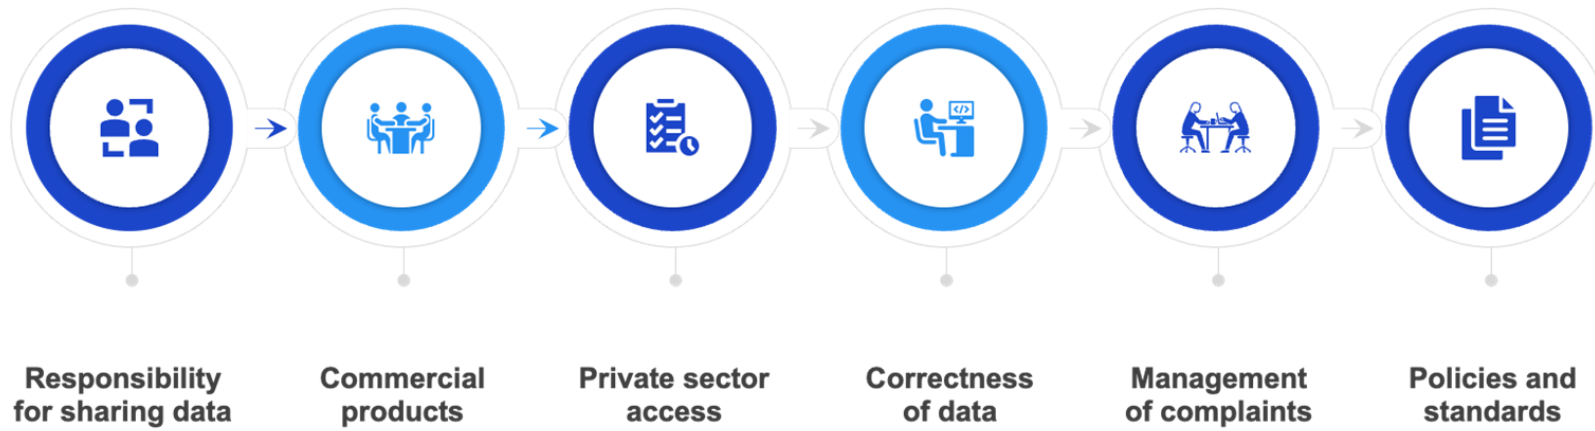 Responsibility
for sharing data
Commercial
products
Private sector
access
Correctness
of data
Management
of complaints
Policies and
standards